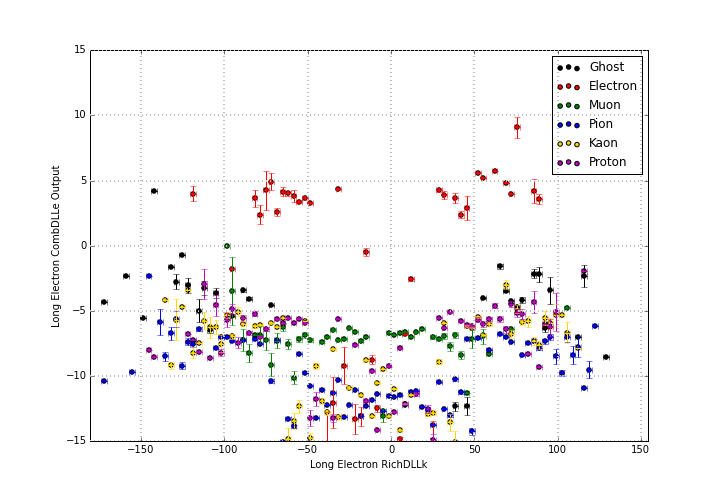 15
10
5
0
−5
−10
−15
Long Electron CombDLLe Output
Ghost
Electron
Muon
Pion
Kaon
Proton
−150
−100
−50
0
50
100
150
Long Electron RichDLLk